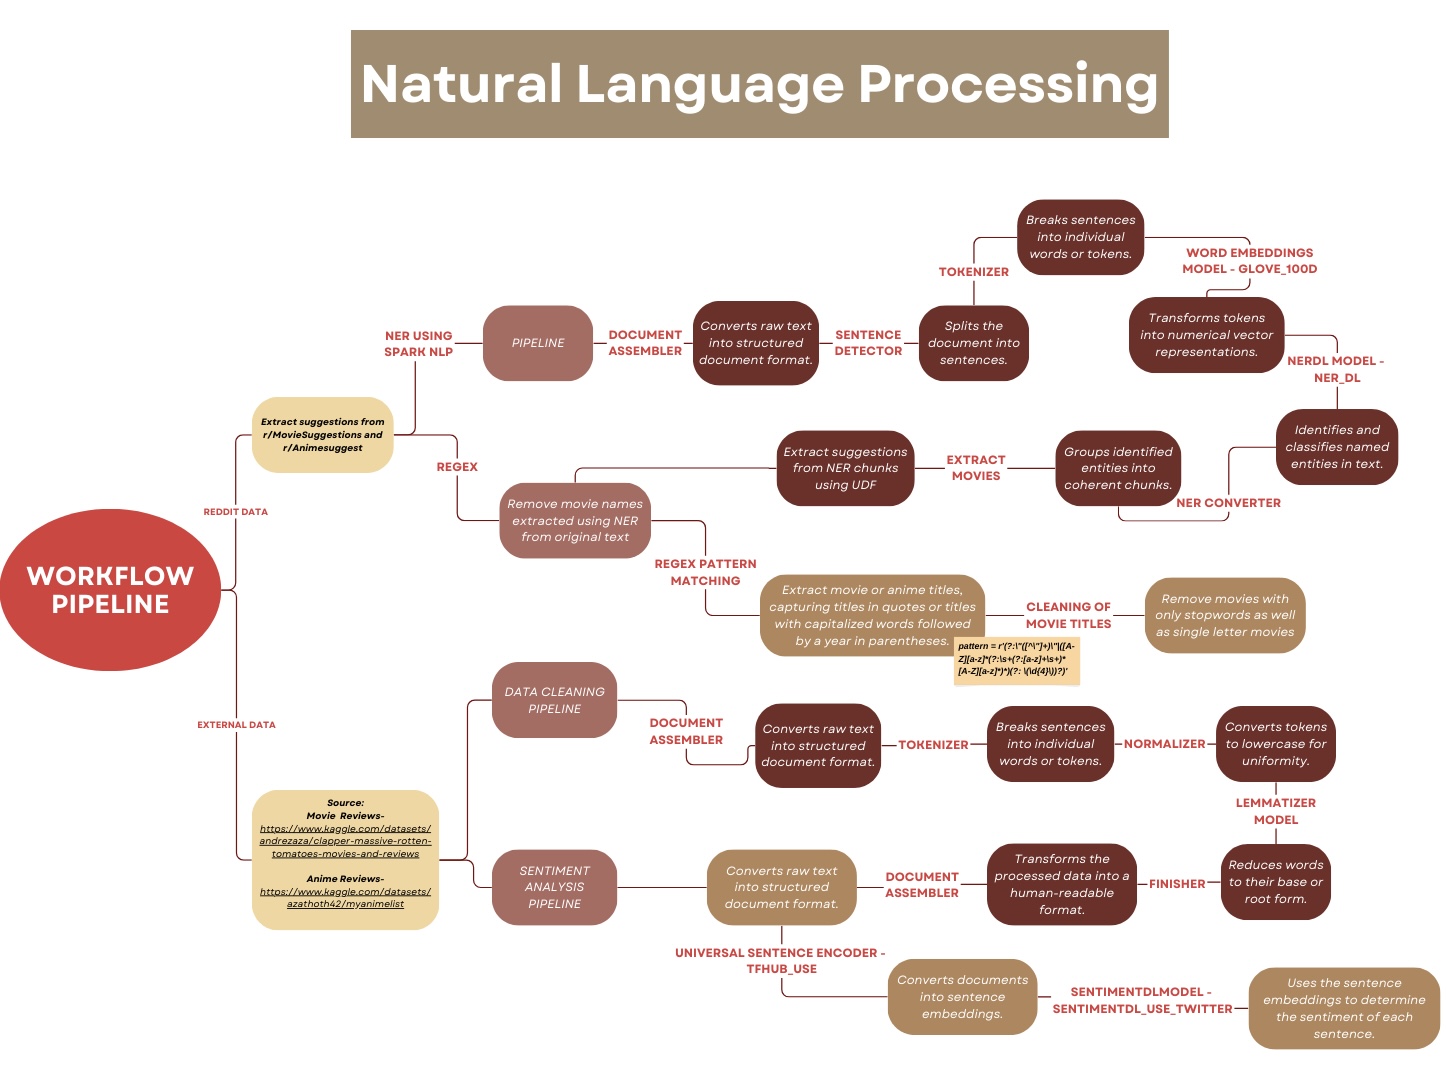 Natural Language Processing
Breaks sentences
into individual
words or tokens.
WORD EMBEDDINGS
MODEL - GLOVE_100D
TOKENIZER
NER USING
SPARK NLP
PIPELINE
DOCUMENT
ASSEMBLER
Converts raw text
into structured
document format.
SENTENCE
DETECTOR
Splits the
document into
sentences.
Transforms tokens
into numerical vector
representations.
NERDL MODEL -
NER_DL
Extract suggestions from
r/MovieSuggestions and
r/Animesuggest
REGEX
Identifies and
classifies named
entities in text.
Extract suggestions
from NER chunks
using UDF
EXTRACT
MOVIES
Groups identified
entities into
coherent chunks.
NER CONVERTER
REDDIT DATA
Remove movie names
extracted using NER
from original text
WORKFLOW
PIPELINE
REGEX PATTERN
MATCHING
Extract movie or anime titles,
capturing titles in quotes or titles
with capitalized words followed
by a year in parentheses.
CLEANING OF
MOVIE TITLES
Remove movies with
only stopwords as well
as single letter movies
pattern = r'(?:\"([^\"]+)\"|([A-
Z][a-z]*(?:\s+(?:[a-z]+\s+)*
[A-Z][a-z]*)*)(?: \(\d{4}\))?)'
EXTERNAL DATA
DATA CLEANING
PIPELINE
DOCUMENT
ASSEMBLER
Converts raw text
into structured
document format.
TOKENIZER
Breaks sentences
into individual
words or tokens.
NORMALIZER
Converts tokens
to lowercase for
uniformity.
LEMMATIZER
MODEL
Source:
Movie Reviews-
https://www.kaggle.com/datasets/
andrezaza/clapper-massive-rotten-
tomatoes-movies-and-reviews
Anime Reviews-
https://www.kaggle.com/datasets/
azathoth42/myanimelist
SENTIMENT
ANALYSIS
PIPELINE
Converts raw text
into structured
document format.
DOCUMENT
ASSEMBLER
Transforms the
processed data into a
human-readable
format.
FINISHER
Reduces words
to their base or
root form.
UNIVERSAL SENTENCE ENCODER -
TFHUB_USE
Converts documents
into sentence
embeddings.
SENTIMENTDLMODEL -
SENTIMENTDL_USE_TWITTER
Uses the sentence
embeddings to determine
the sentiment of each
sentence.